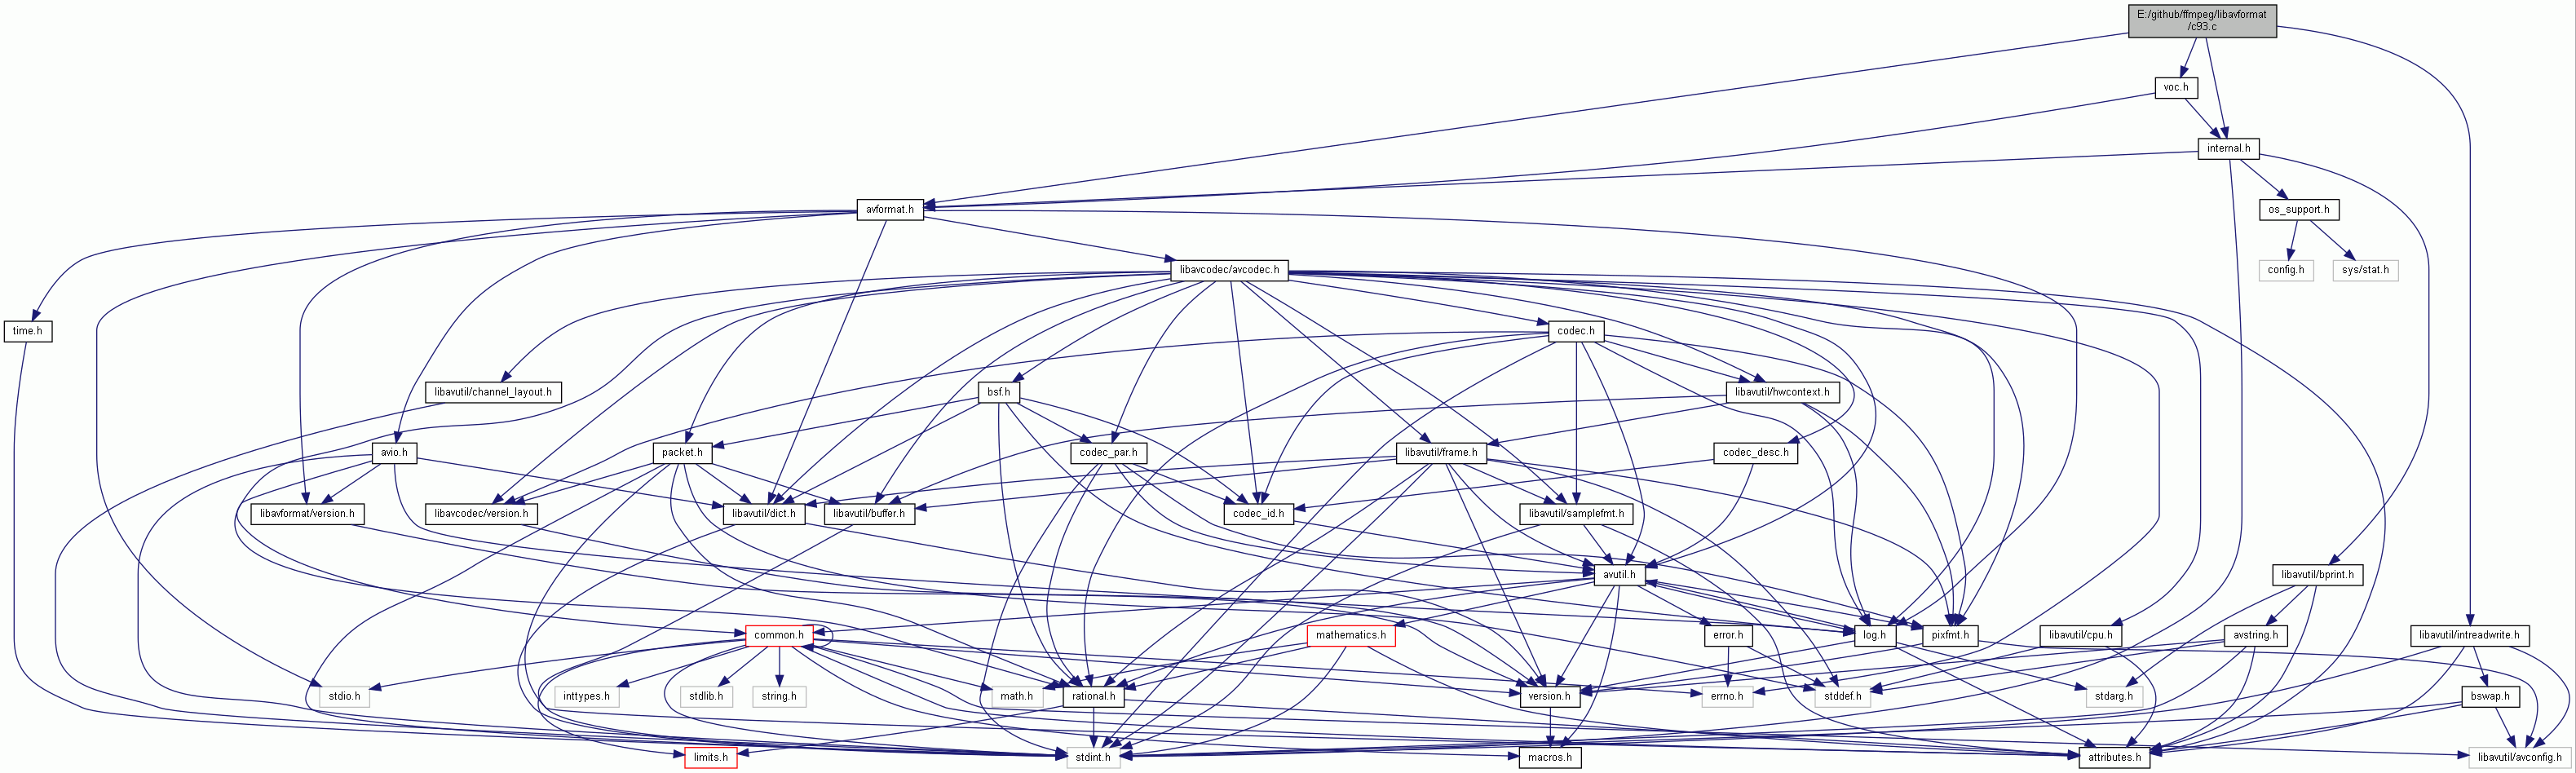 E:/github/ffmpeg/libavformat
/c93.c
voc.h
internal.h
avformat.h
os_support.h
libavcodec/avcodec.h
config.h
sys/stat.h
time.h
codec.h
libavutil/channel_layout.h
bsf.h
libavutil/hwcontext.h
avio.h
packet.h
codec_par.h
libavutil/frame.h
codec_desc.h
libavformat/version.h
libavcodec/version.h
libavutil/dict.h
libavutil/buffer.h
codec_id.h
libavutil/samplefmt.h
avutil.h
libavutil/bprint.h
common.h
mathematics.h
error.h
log.h
pixfmt.h
libavutil/cpu.h
avstring.h
libavutil/intreadwrite.h
stdio.h
inttypes.h
stdlib.h
string.h
math.h
rational.h
version.h
errno.h
stddef.h
stdarg.h
bswap.h
limits.h
stdint.h
macros.h
attributes.h
libavutil/avconfig.h